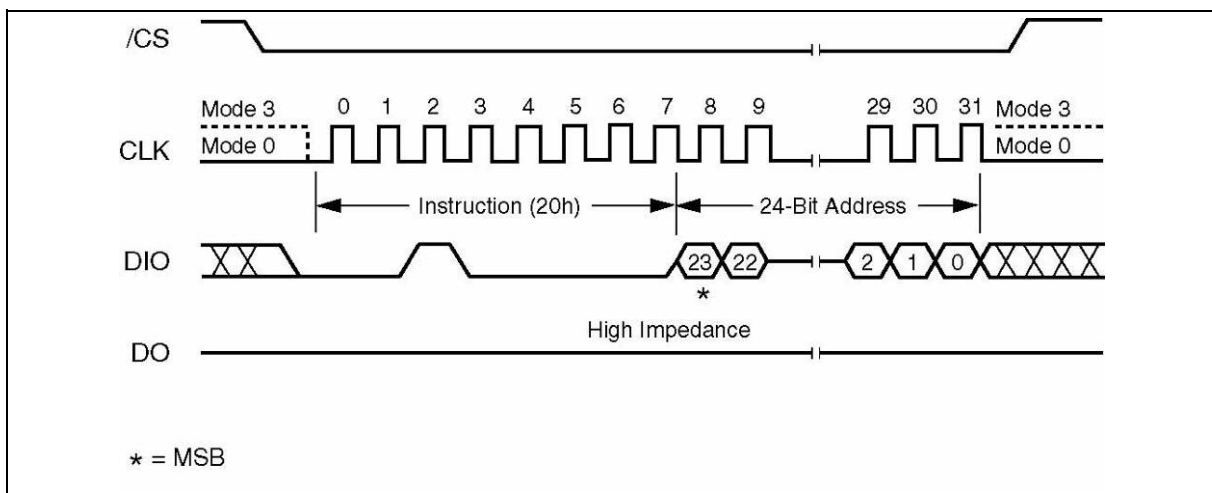 /CS
Mode 3 0 1 2 3 4 5 6 7 8 9 29 30 31 Mode 3
CLK Mode 0 Mode 0
Instruction (20h) 24-Bit Address
DIO 23 22 2 1 0
*
High Impedance
DO
* = MSB